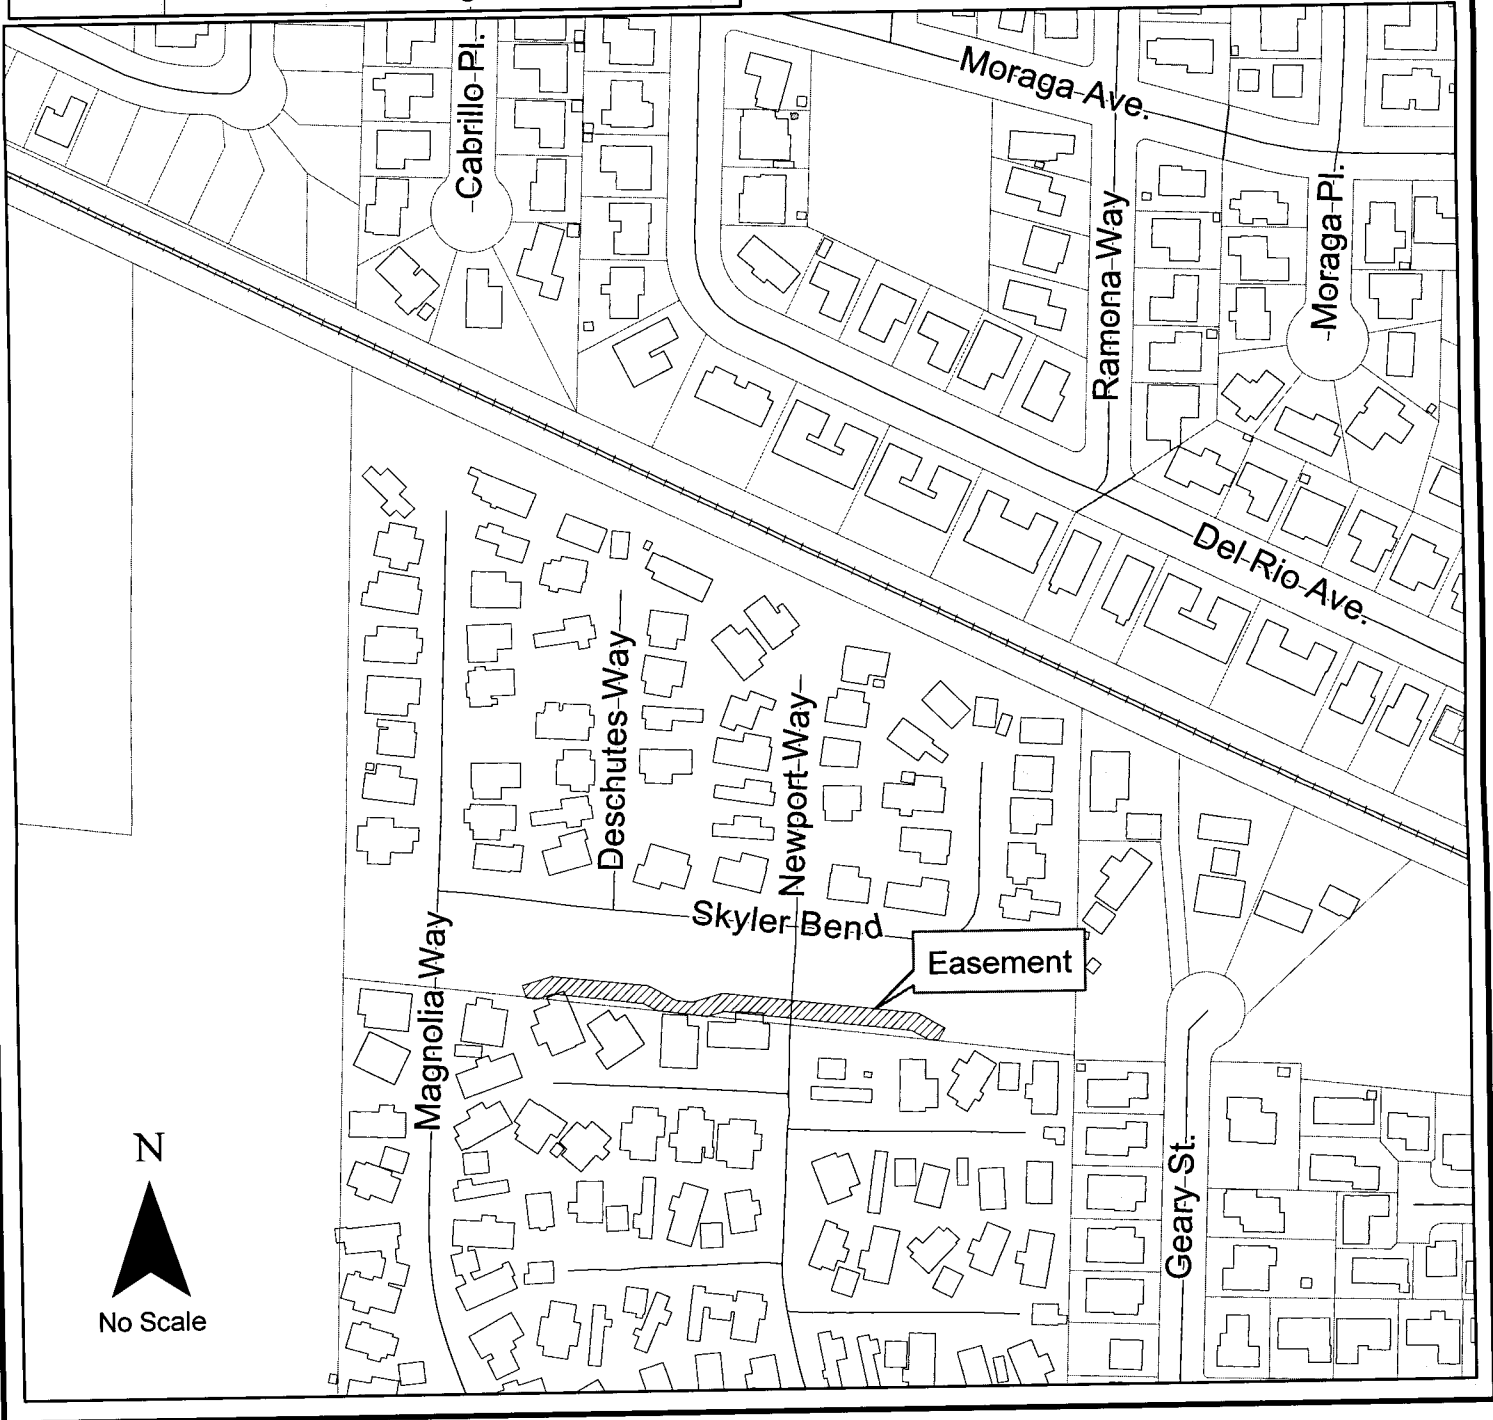 Cabrillo Pl.
Moraga Ave.
Ramona Way
Moraga Pl.
Del Rio Ave.
Deschutes Way
Newport Way
Skyler Bend
Easement
Magnolia Way
Geary St.
N
No Scale